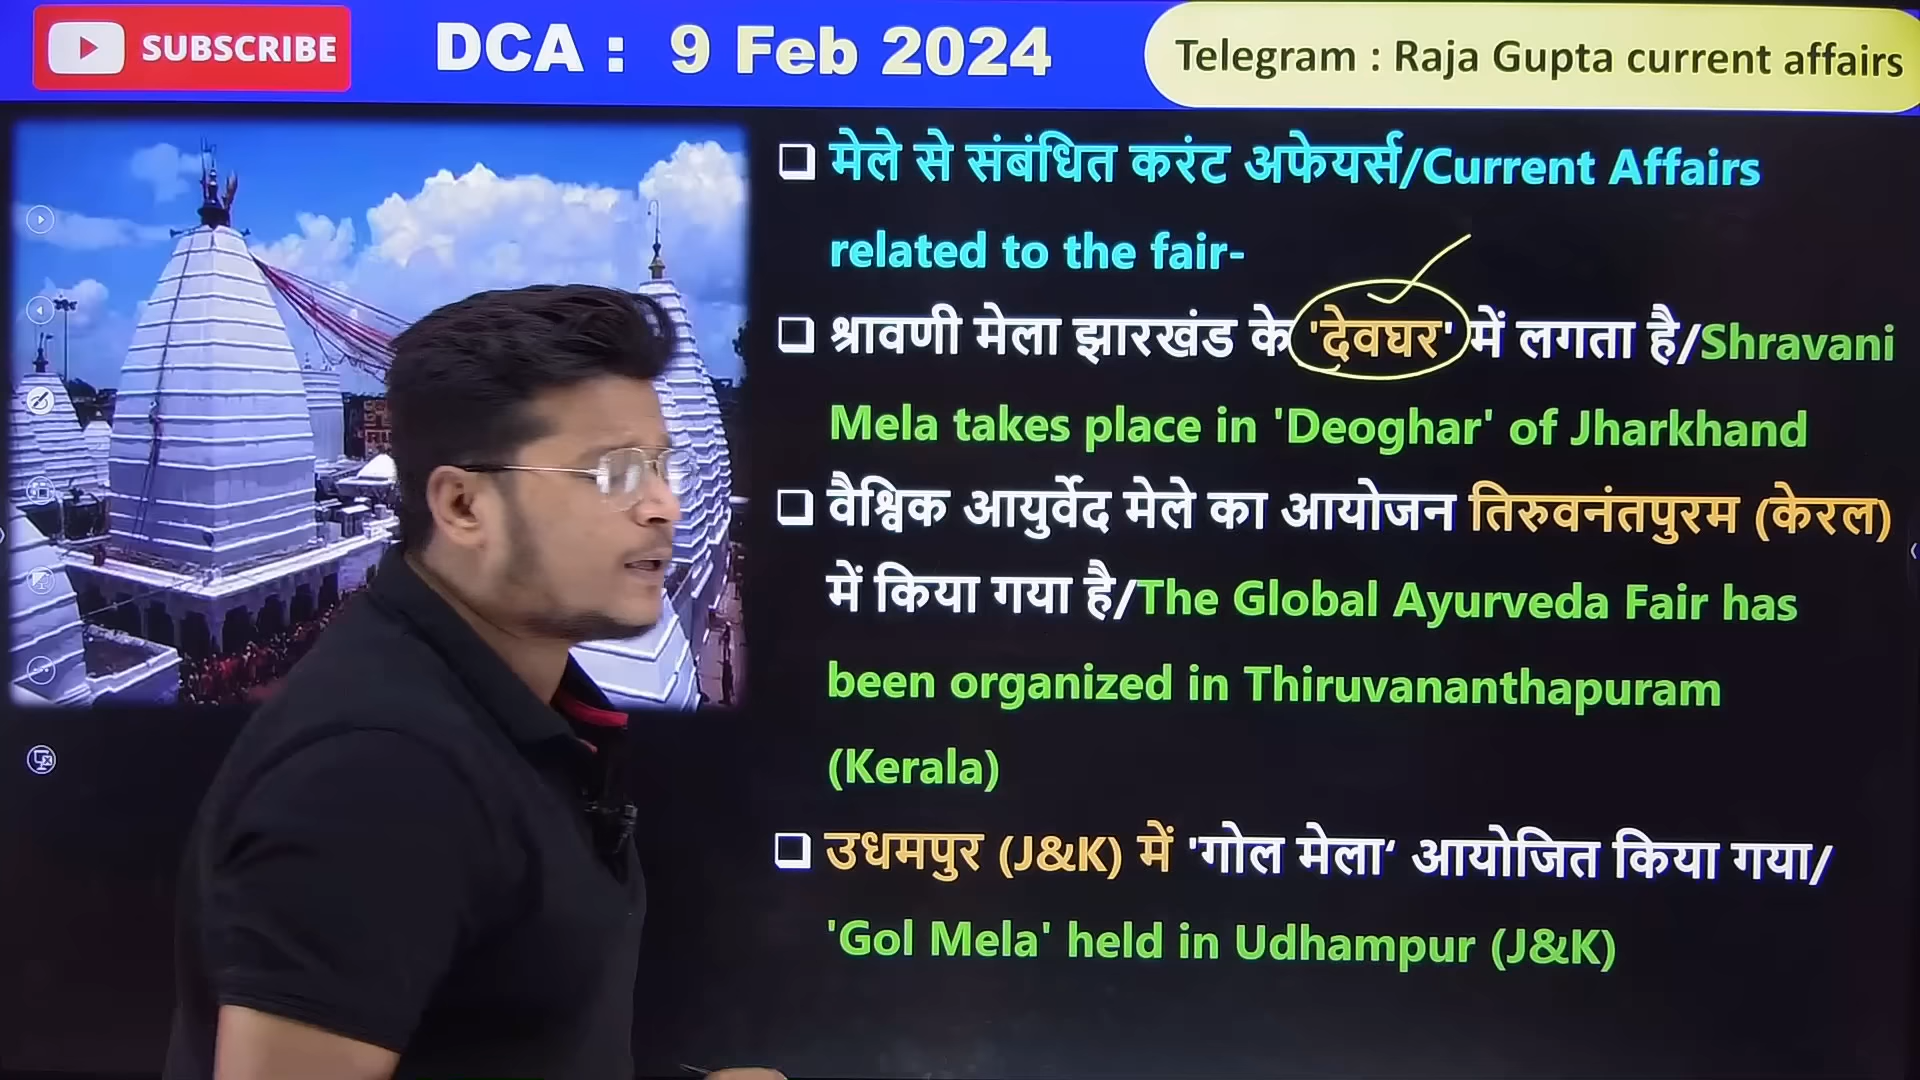 SUBSCRIBE
DCA : 9 Feb 2024
Telegram : Raja Gupta current affairs
मेले से संबंधित करंट अफेयर्स/Current Affairs
related to the fair-
श्रावणी मेला झारखंड के 'देवघर' में लगता है/Shravani
Mela takes place in 'Deoghar' of Jharkhand
वैश्विक आयुर्वेद मेले का आयोजन तिरुवनंतपुरम (केरल)
में किया गया है/The Global Ayurveda Fair has
been organized in Thiruvananthapuram
(Kerala)
उधमपुर (J&K) में 'गोल मेला‘ आयोजित किया गया/
'Gol Mela' held in Udhampur (J&K)